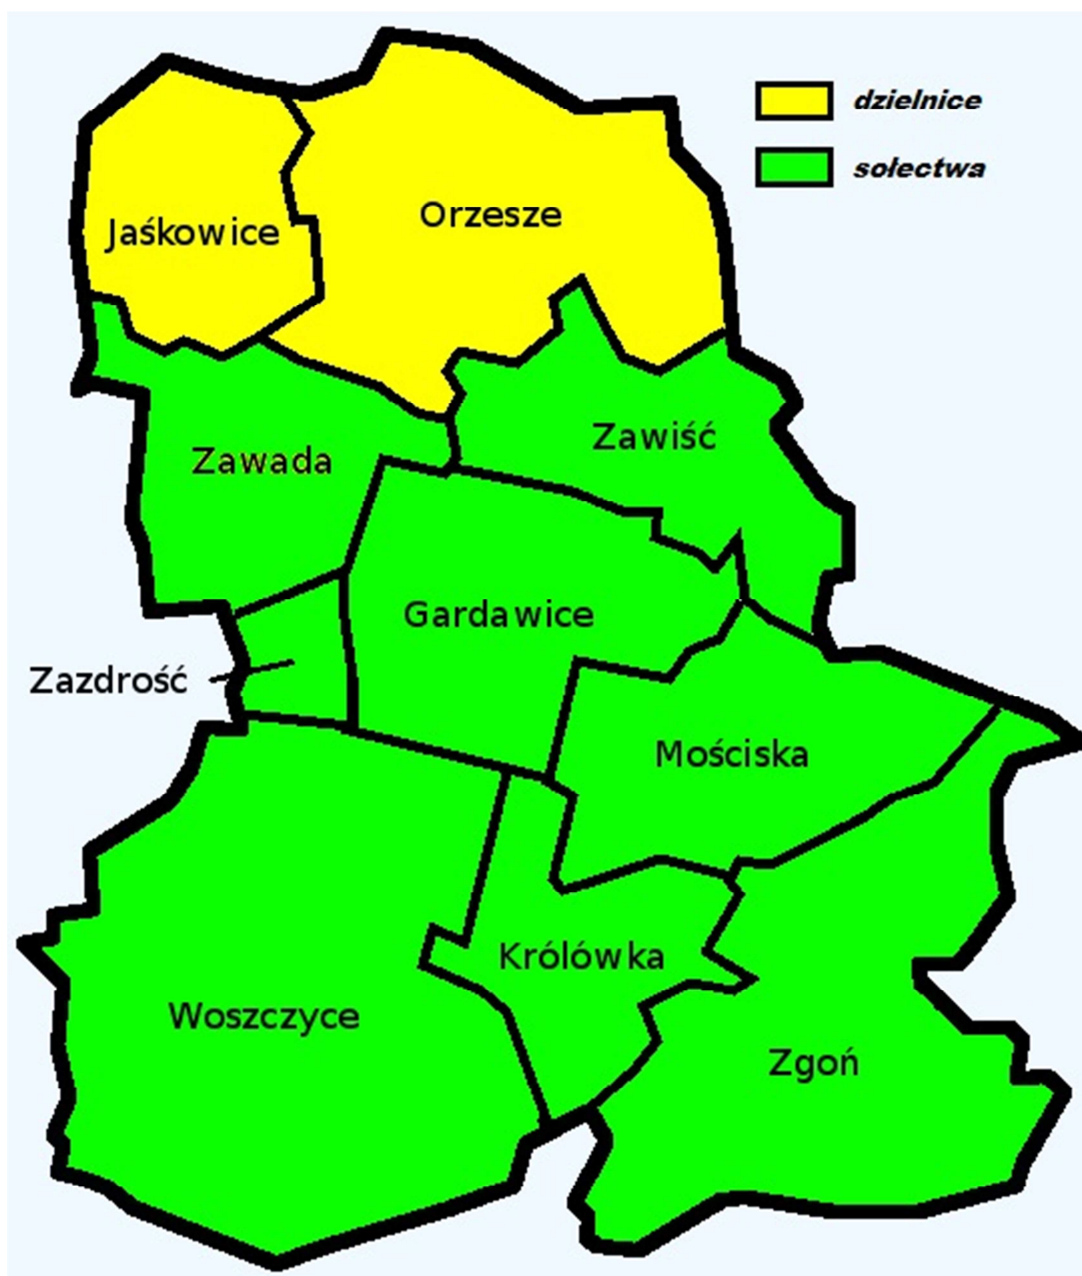 dzielnice
sołectwa
Jaśkowice
Orzesze
Zawiść
Zawada
Gardawice
Zazdrość
Mościska
Królówka
Woszczyce
Zgoń